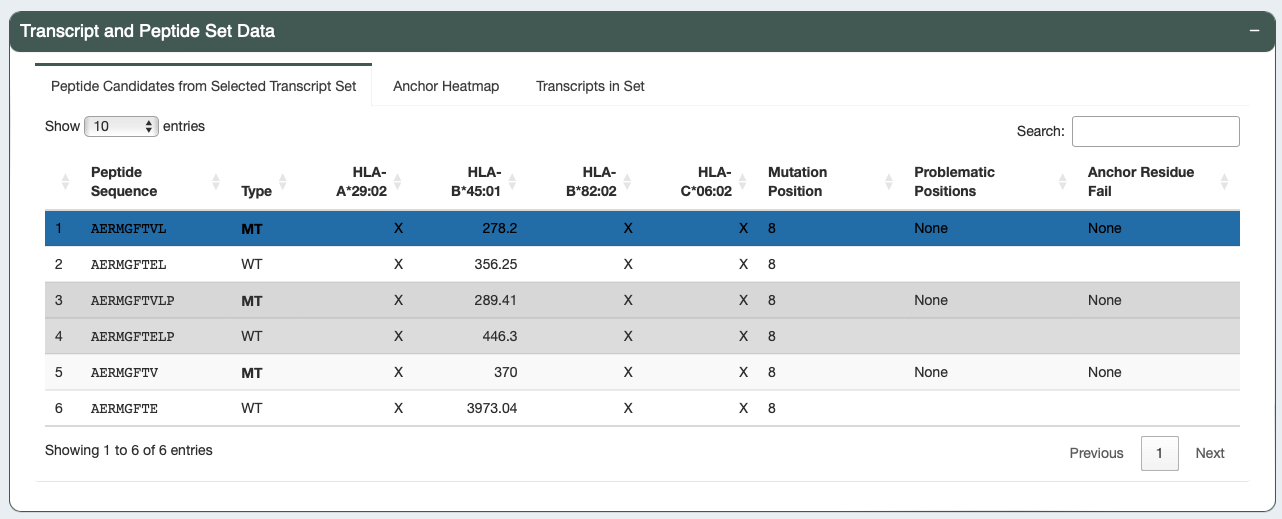 Transcript and Peptide Set Data
Peptide Candidates from Selected Transcript Set Anchor Heatmap Transcripts in Set
Show 10 entries Search:
Peptide Sequence Type HLA-A*29:02 HLA-B*45:01 HLA-B*82:02 HLA-C*06:02 Mutation Position Problematic Positions Anchor Residue Fail
1 AERMGFTVL MT X 278.2 X X 8 None None
2 AERMGFTEL WT X 356.25 X X 8
3 AERMGFTVLP MT X 289.41 X X 8 None None
4 AERMGFTELP WT X 446.3 X X 8
5 AERMGFTV MT X 370 X X 8 None None
6 AERMGFTE WT X 3973.04 X X 8
Showing 1 to 6 of 6 entries Previous 1 Next